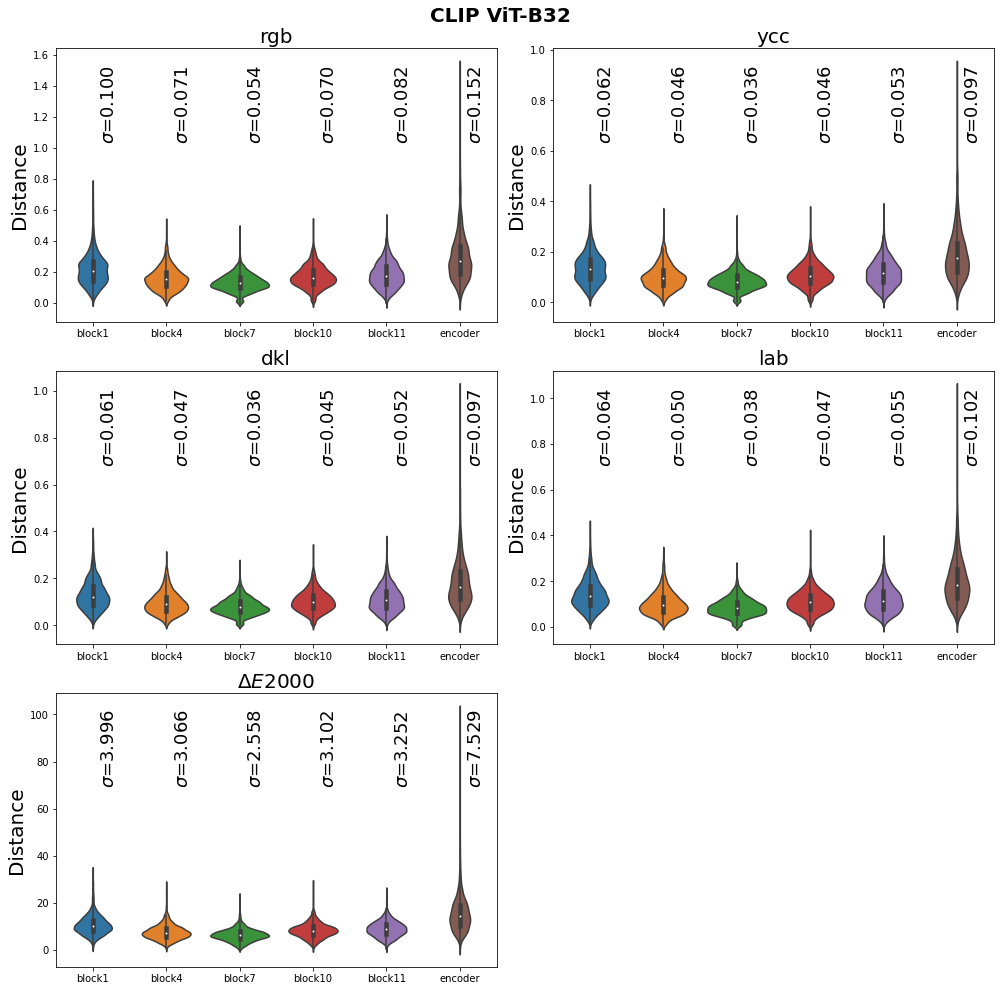 CLIP ViT-B32
rgb
Distance
1.6
1.4
1.2
1.0
0.8
0.6
0.4
0.2
0.0
σ=0.100
σ=0.071
σ=0.054
σ=0.070
σ=0.082
σ=0.152
block1 block4 block7 block10 block11 encoder
ycc
Distance
1.0
0.8
0.6
0.4
0.2
0.0
σ=0.062
σ=0.046
σ=0.036
σ=0.046
σ=0.053
σ=0.097
block1 block4 block7 block10 block11 encoder
dkl
Distance
1.0
0.8
0.6
0.4
0.2
0.0
σ=0.061
σ=0.047
σ=0.036
σ=0.045
σ=0.052
σ=0.097
block1 block4 block7 block10 block11 encoder
lab
Distance
1.0
0.8
0.6
0.4
0.2
0.0
σ=0.064
σ=0.050
σ=0.038
σ=0.047
σ=0.055
σ=0.102
block1 block4 block7 block10 block11 encoder
ΔE2000
Distance
100
80
60
40
20
0
σ=3.996
σ=3.066
σ=2.558
σ=3.102
σ=3.252
σ=7.529
block1 block4 block7 block10 block11 encoder